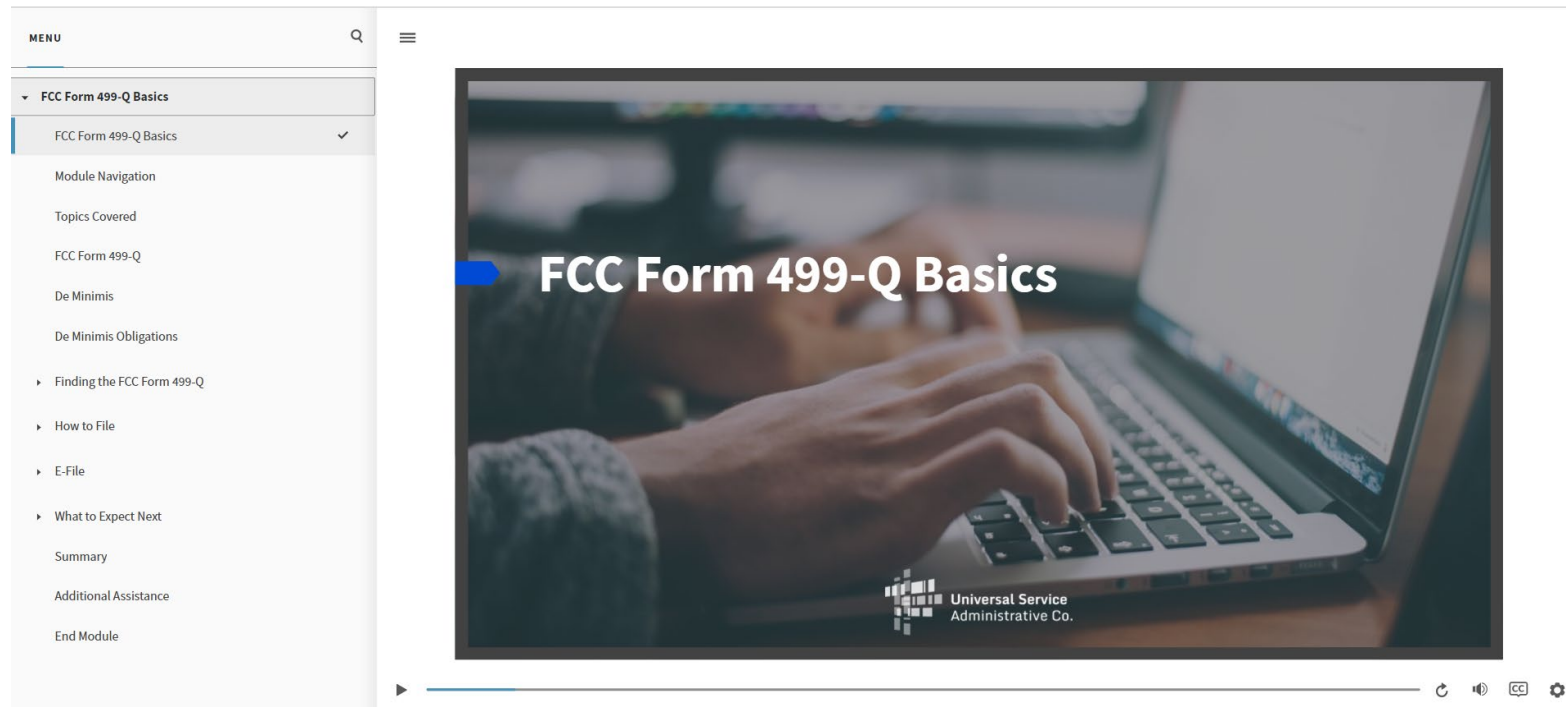 MENU
FCC Form 499-Q Basics
FCC Form 499-Q Basics
Module Navigation
Topics Covered
FCC Form 499-Q
De Minimis
De Minimis Obligations
Finding the FCC Form 499-Q
How to File
E-File
What to Expect Next
Summary
Additional Assistance
End Module
FCC Form 499-Q Basics
Universal Service
Administrative Co.
CC